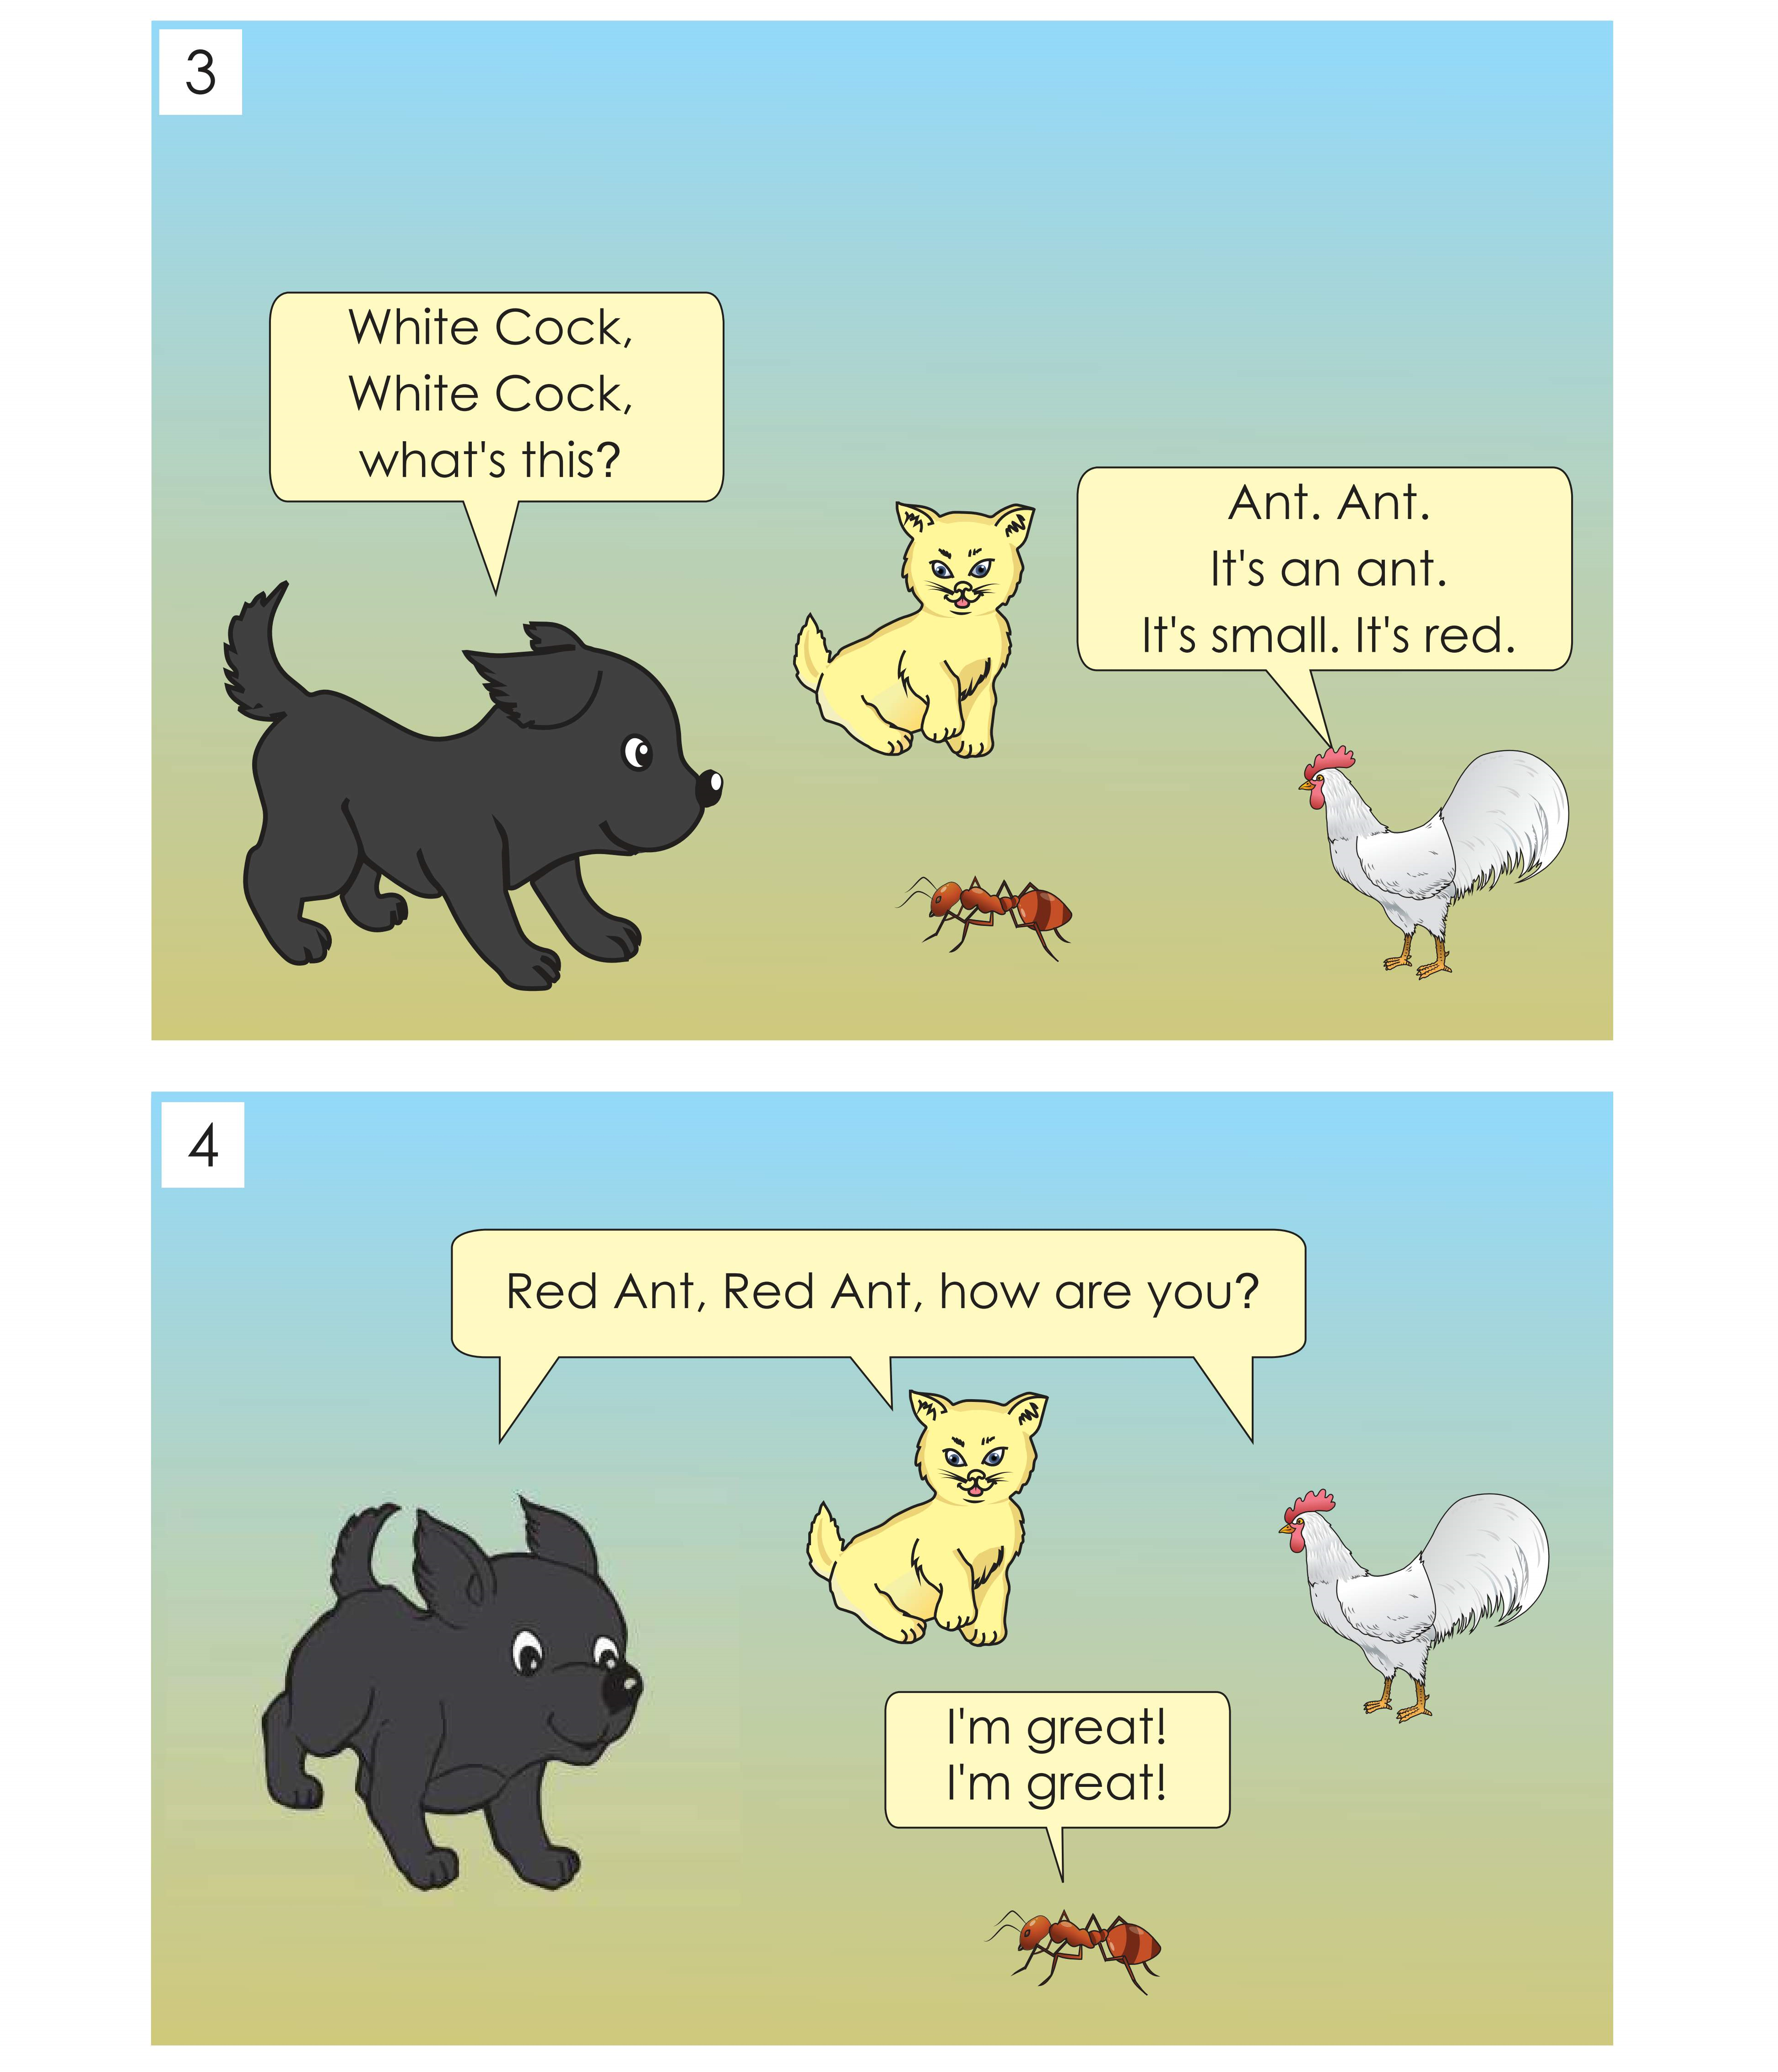 3
White Cock,
White Cock,
what's this?
Ant. Ant.
It's an ant.
It's small. It's red.
4
Red Ant, Red Ant, how are you?
I'm great!
I'm great!